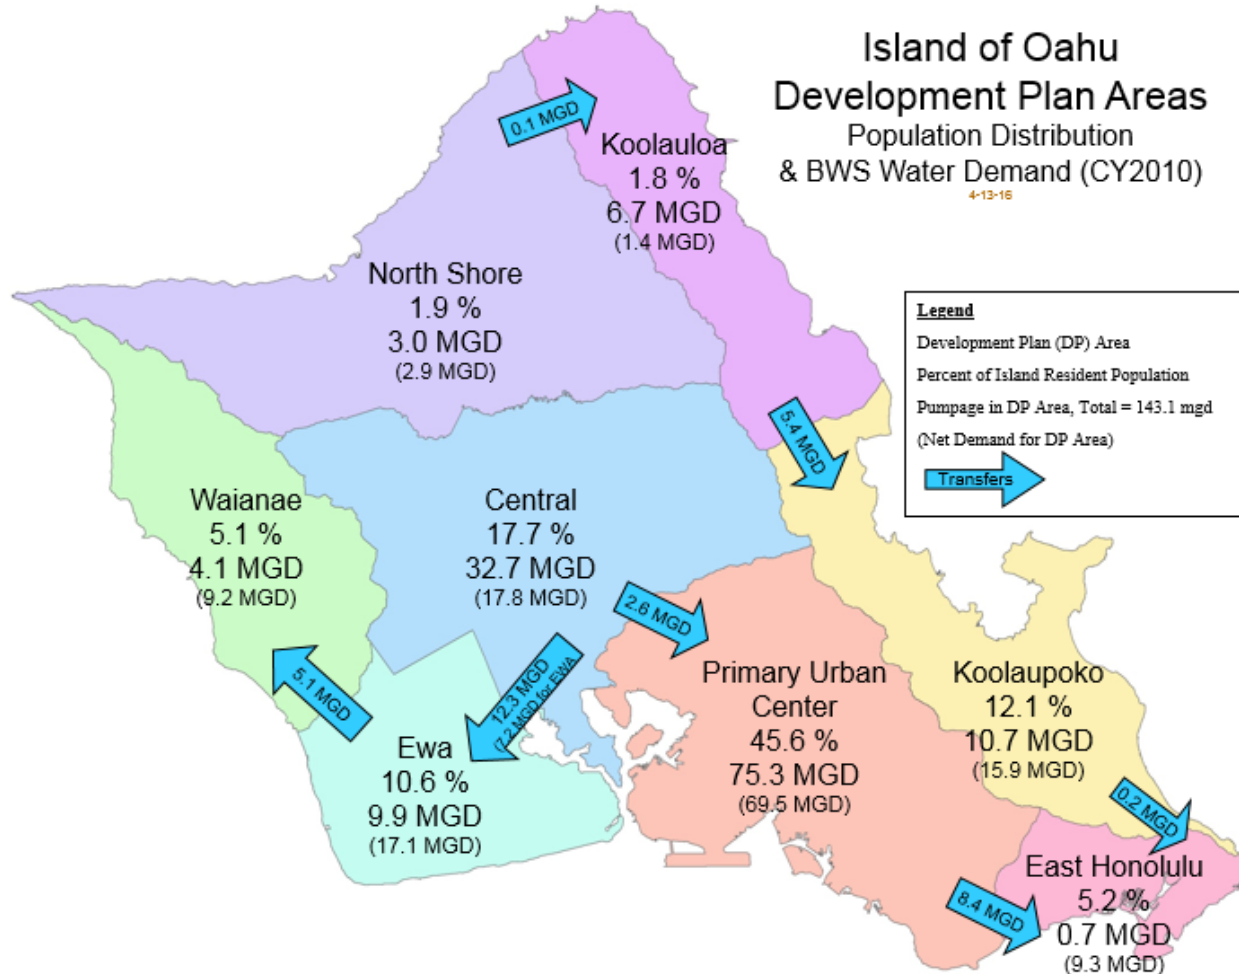 Island of Oahu
Development Plan Areas
Population Distribution
& BWS Water Demand (CY2010)
4-13-16
0.1 MGD
Koolauloa
1.8 %
6.7 MGD
(1.4 MGD)
North Shore
1.9 %
3.0 MGD
(2.9 MGD)
Legend
Development Plan (DP) Area
Percent of Island Resident Population
Pumpage in DP Area, Total = 143.1 mgd
(Net Demand for DP Area)
Transfers
5.4 MGD
Waianae
5.1 %
4.1 MGD
(9.2 MGD)
Central
17.7 %
32.7 MGD
(17.8 MGD)
2.6 MGD
12.3 MGD
(7.2 MGD for EWA
5.1 MGD
Ewa
10.6 %
9.9 MGD
(17.1 MGD)
Primary Urban
Center
45.6 %
75.3 MGD
(69.5 MGD)
Koolaupoko
12.1 %
10.7 MGD
(15.9 MGD)
0.2 MGD
8.4 MGD
East Honolulu
5.2 %
0.7 MGD
(9.3 MGD)